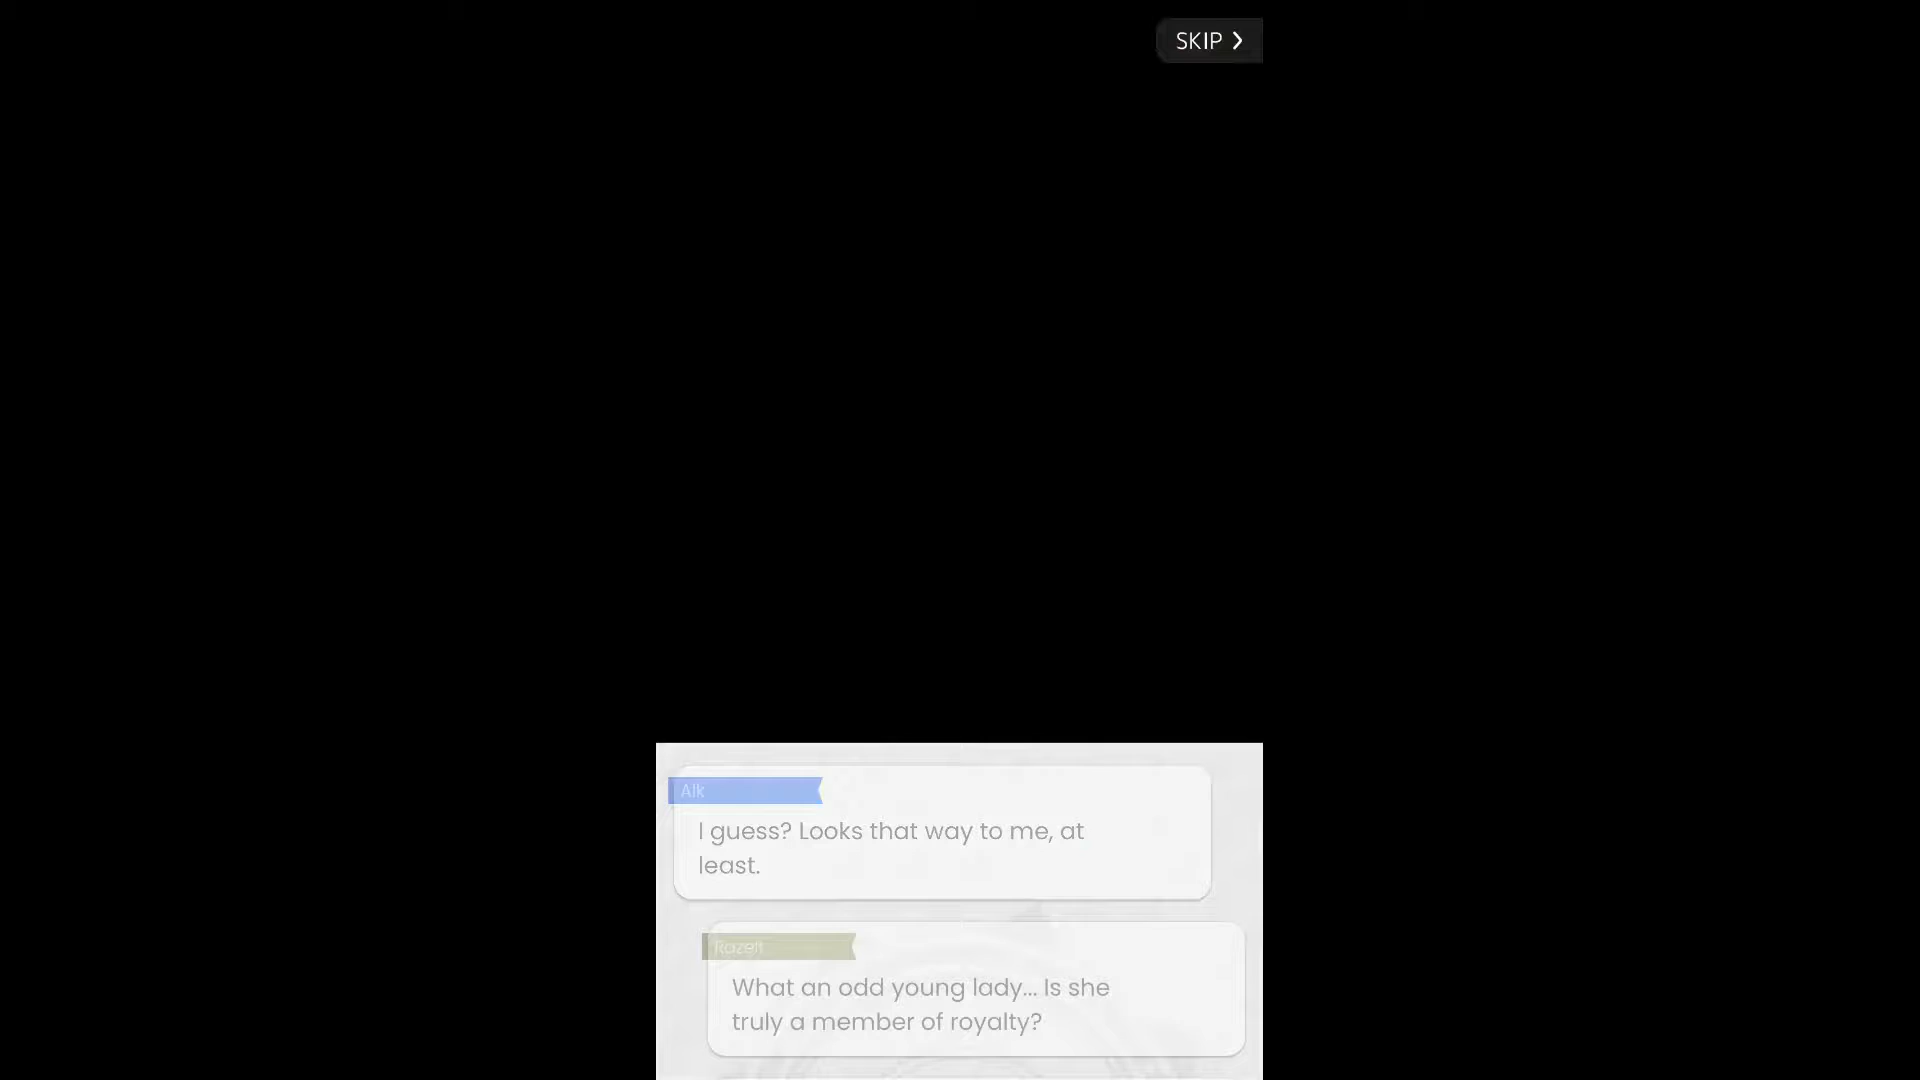 SKIP
Alk
I guess? Looks that way to me, at
least.
Razelt
What an odd young lady... Is she
truly a member of royalty?